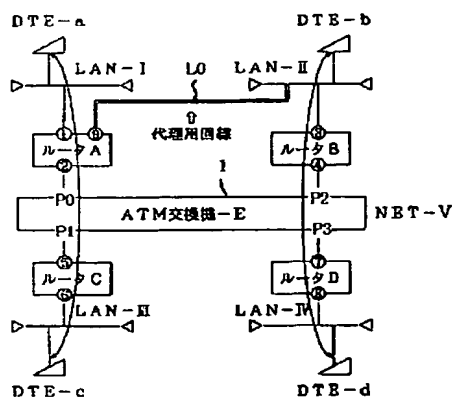 DTE-a
DTE-b
LAN-I
L0
LAN-II
代理用回線
①
⑨
③
ルータA
ルータB
②
④
1
P0
P2
ATM交換機-E
NET-V
P1
P3
⑤
⑦
ルータC
ルータD
⑥
⑧
LAN-III
LAN-IV
DTE-c
DTE-d